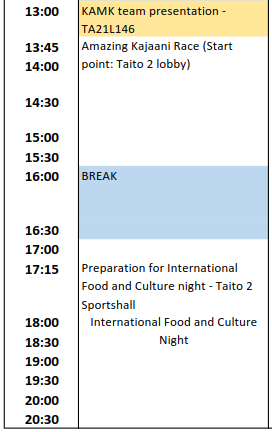 13:00 KAMK team presentation -
TA21L146
13:45 Amazing Kajaani Race (Start
14:00 point: Taito 2 lobby)
14:30
15:00
15:30
16:00 BREAK
16:30
17:00
17:15 Preparation for International
Food and Culture night - Taito 2
Sportshall
18:00 International Food and Culture
18:30 Night
19:00
19:30
20:00
20:30